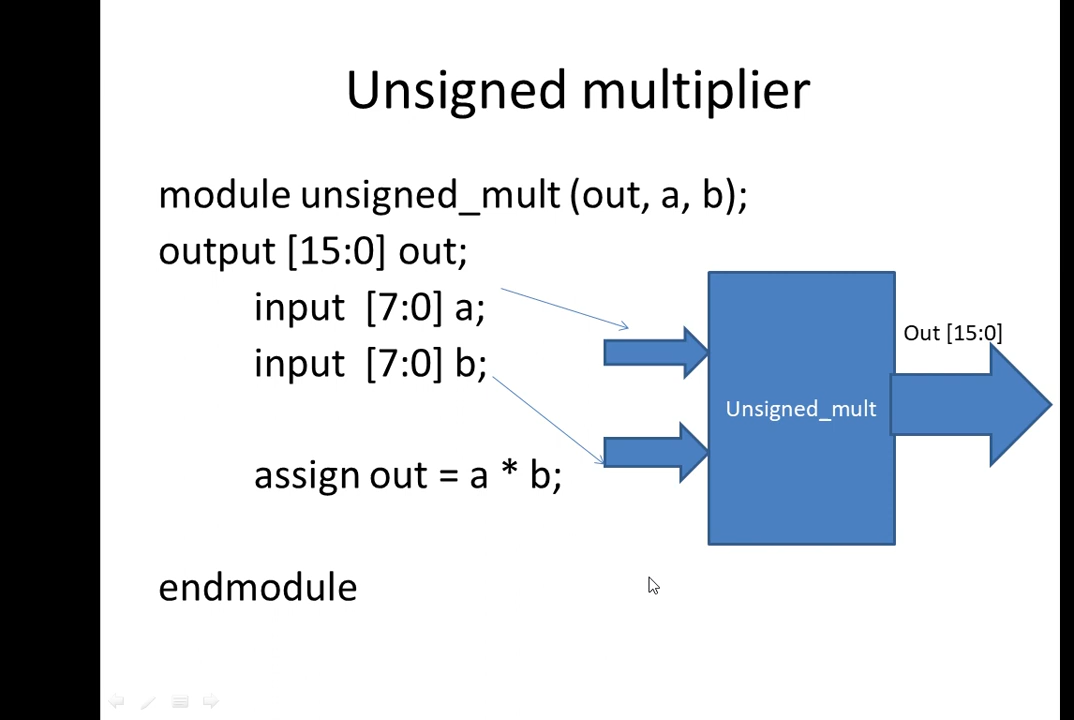 Unsigned multiplier
module unsigned_mult (out, a, b);
output [15:0] out;
input [7:0] a;
input [7:0] b;
assign out = a * b;
endmodule
Out [15:0]
Unsigned_mult